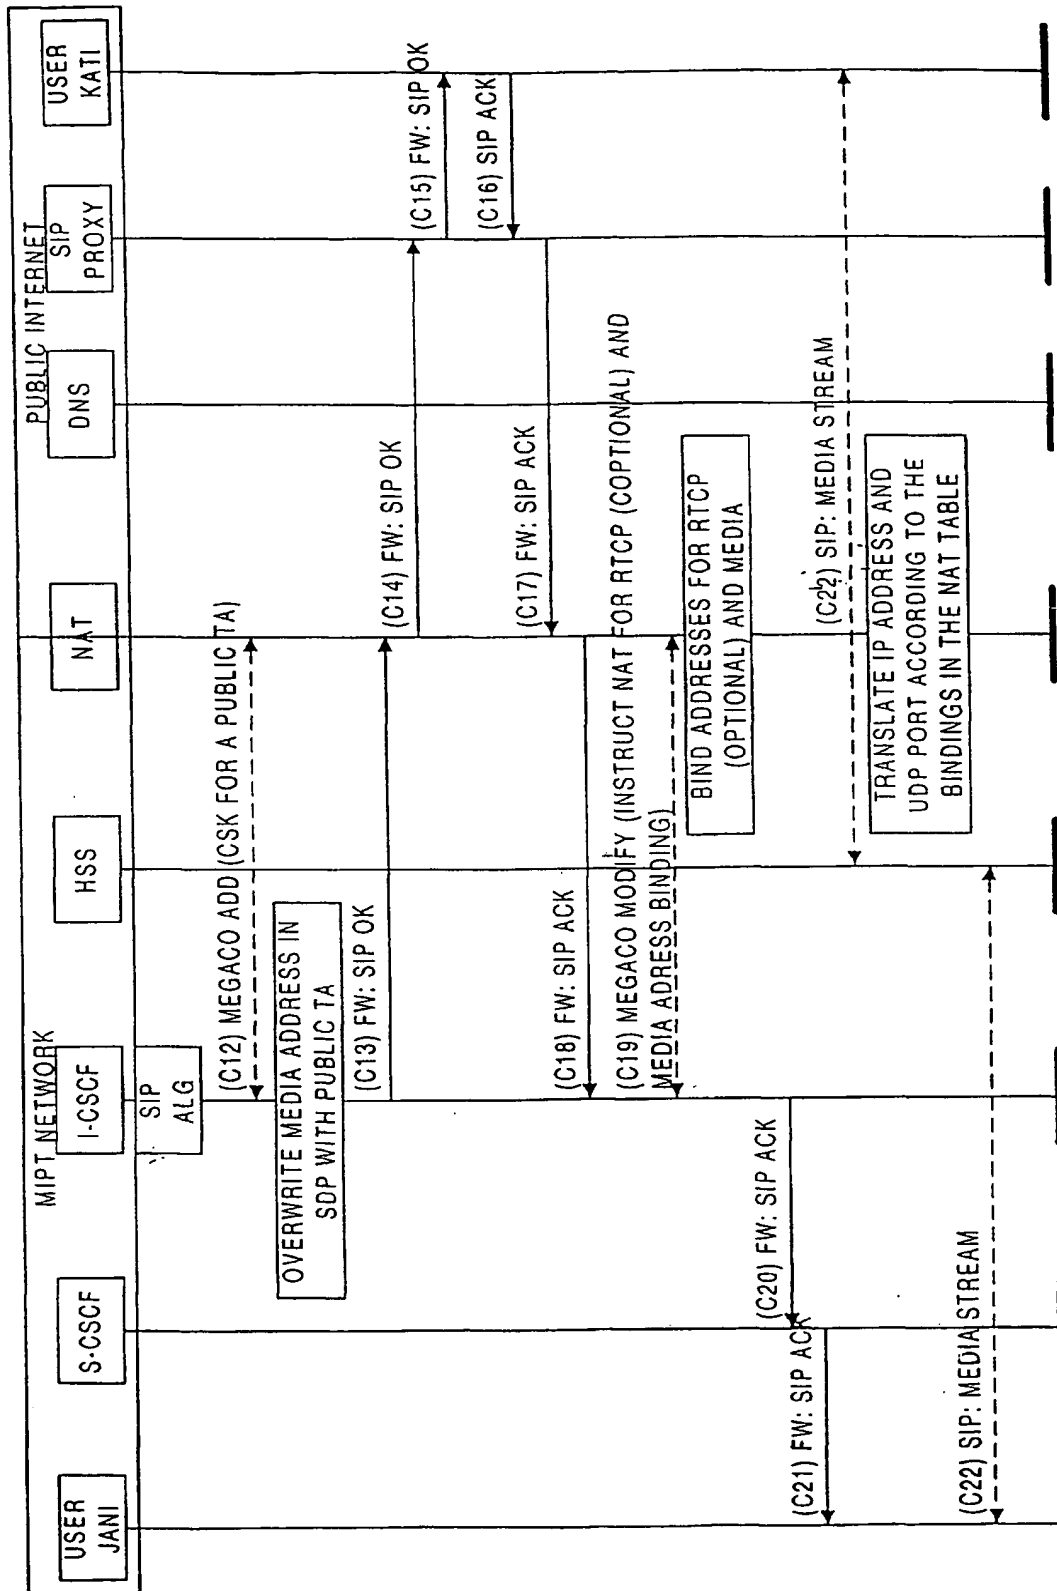 MIPT NETWORK
PUBLIC INTERNET
USER
JANI
S-CSCF
I-CSCF
HSS
NAT
DNS
SIP
PROXY
USER
KATI
SIP
ALG
(C12) MEGACO ADD (CSK FOR A PUBLIC TA)
OVERWRITE MEDIA ADDRESS IN
SDP WITH PUBLIC TA
(C13) FW: SIP OK
(C14) FW: SIP OK
(C15) FW: SIP OK
(C16) SIP ACK
(C17) FW: SIP ACK
(C18) FW: SIP ACK
(C19) MEGACO MODIFY (INSTRUCT NAT FOR RTCP (COPTIONAL) AND
MEDIA ADRESS BINDING)
BIND ADDRESSES FOR RTCP
(OPTIONAL) AND MEDIA
(C20) FW: SIP ACK
(C21) FW: SIP ACK
(C22) SIP: MEDIA STREAM
TRANSLATE IP ADDRESS AND
UDP PORT ACCORDING TO THE
BINDINGS IN THE NAT TABLE
(C22) SIP: MEDIA STREAM